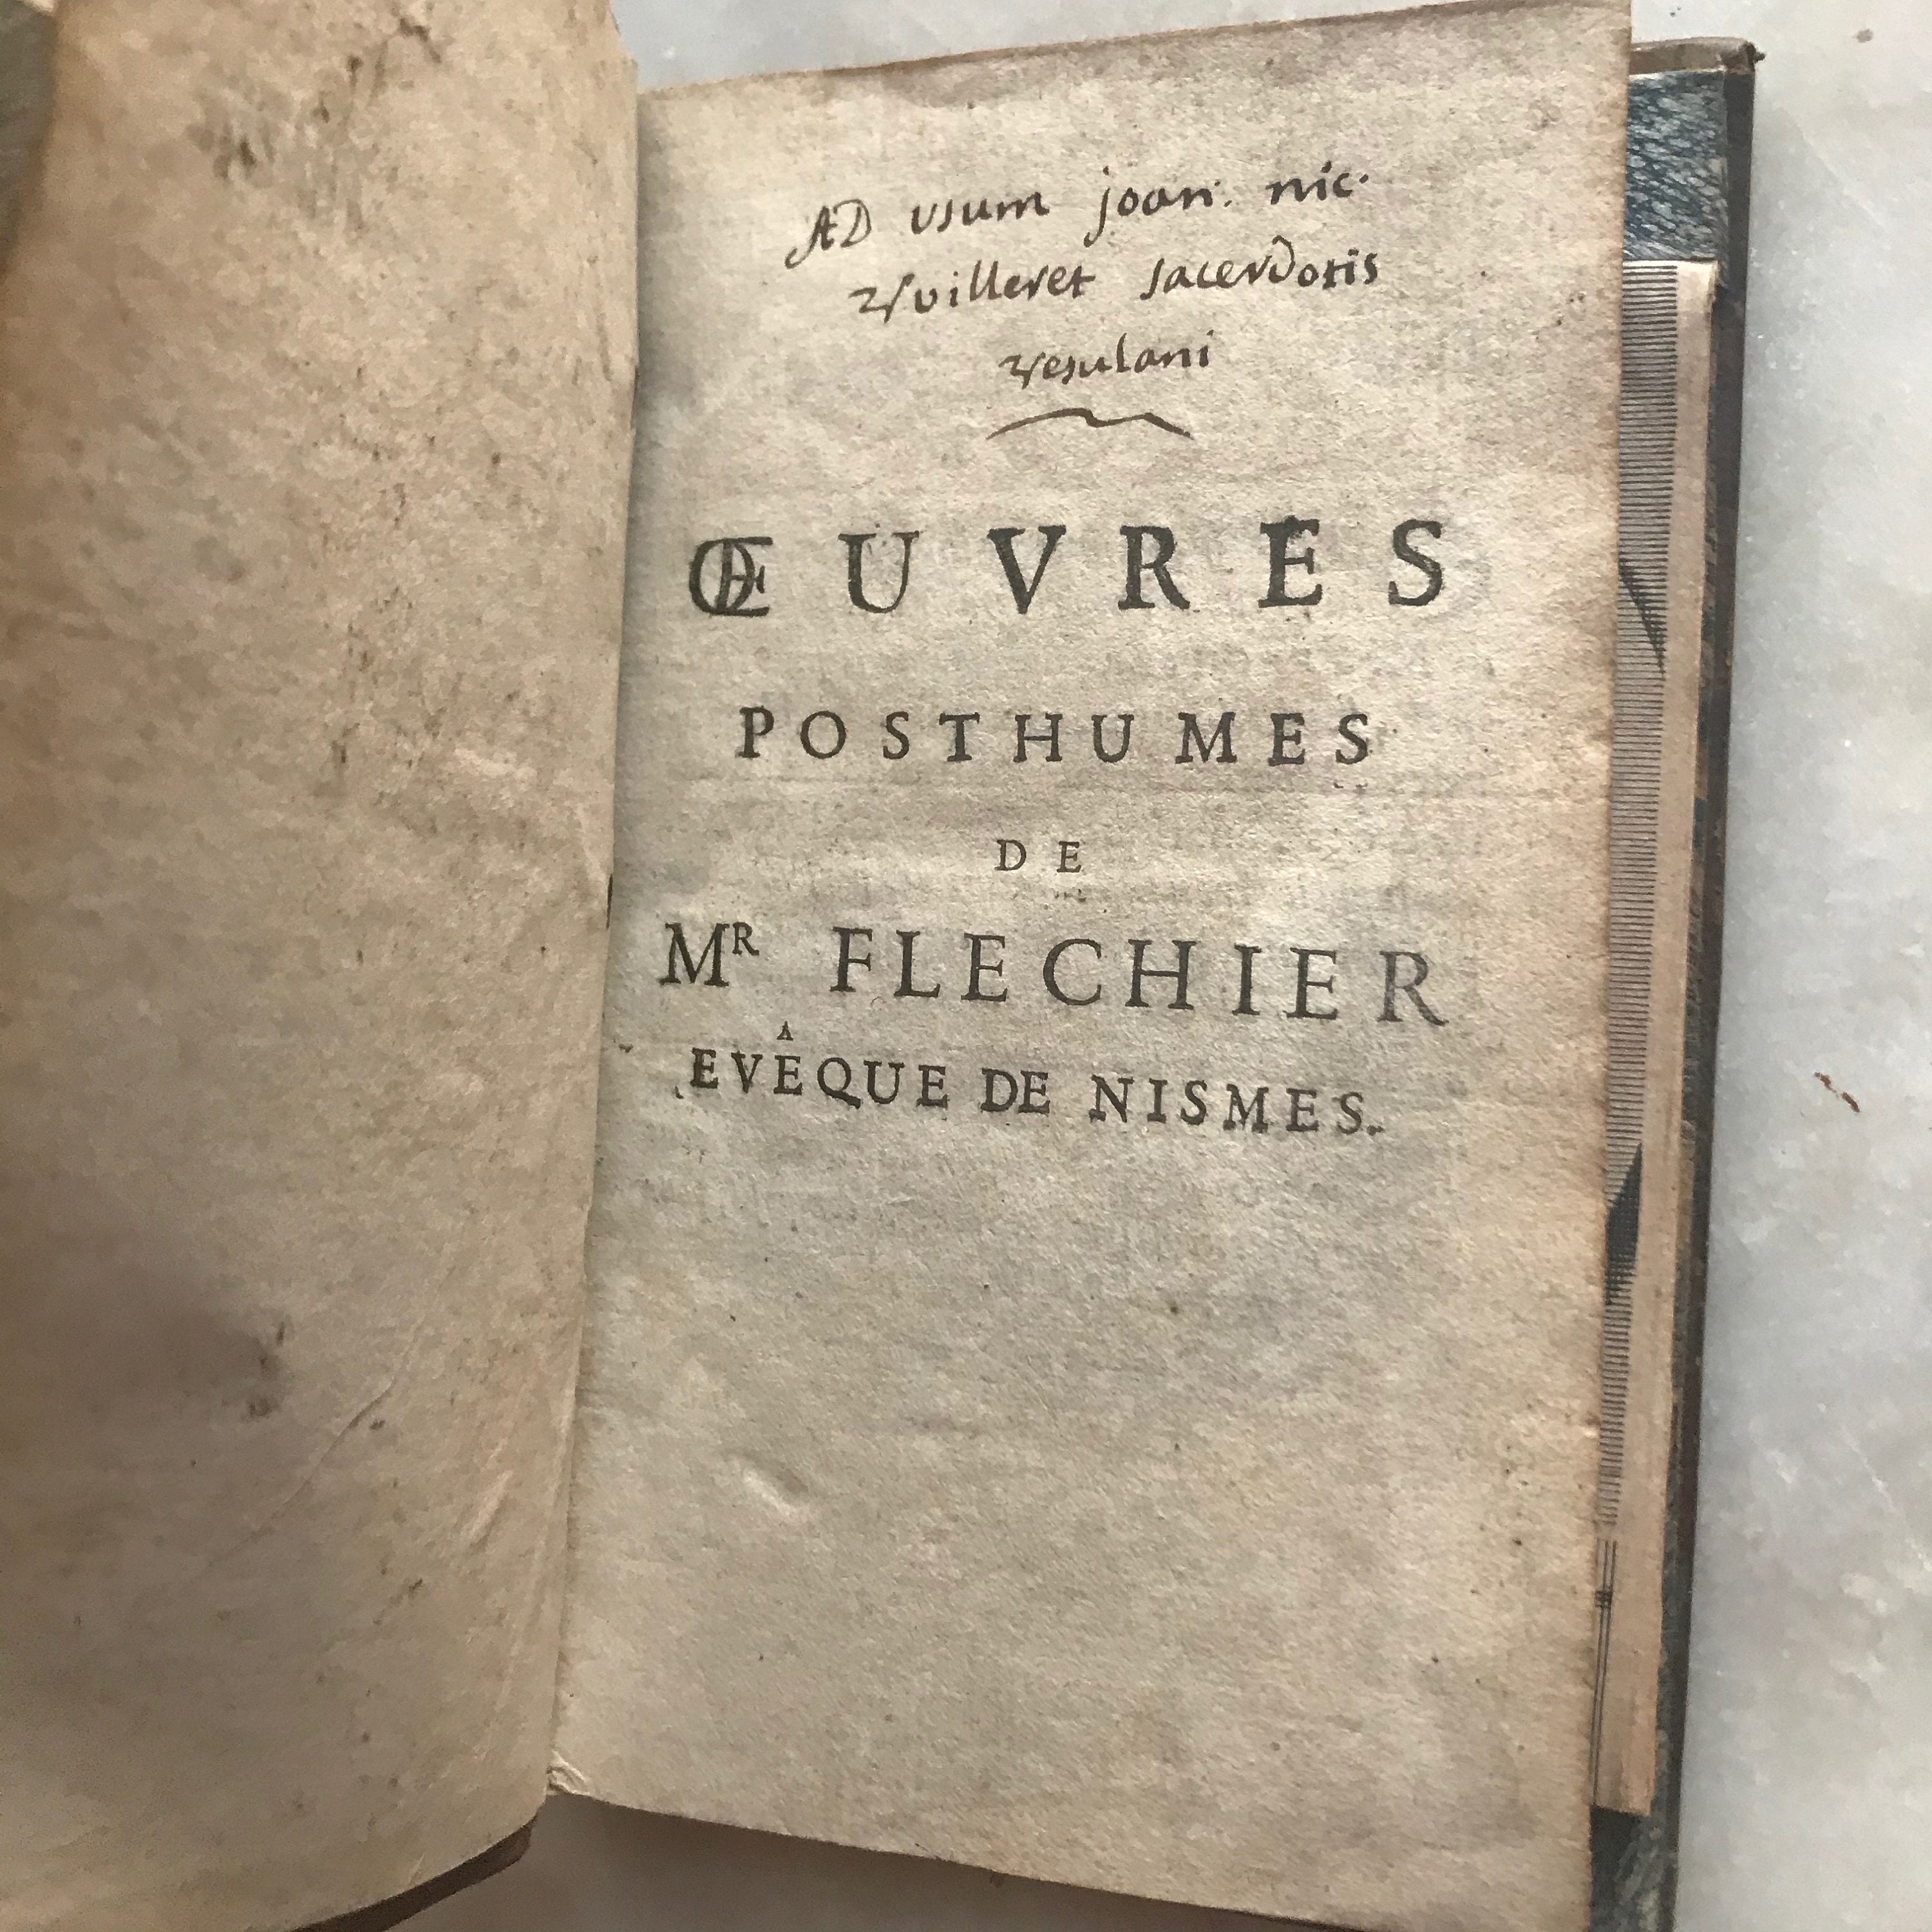 AD usum joan. nic.
Vuilleret sacerdotis
Vesulani
ŒUVRES
POSTHUMES
DE
MR FLECHIER
EVÊQUE DE NISMES.